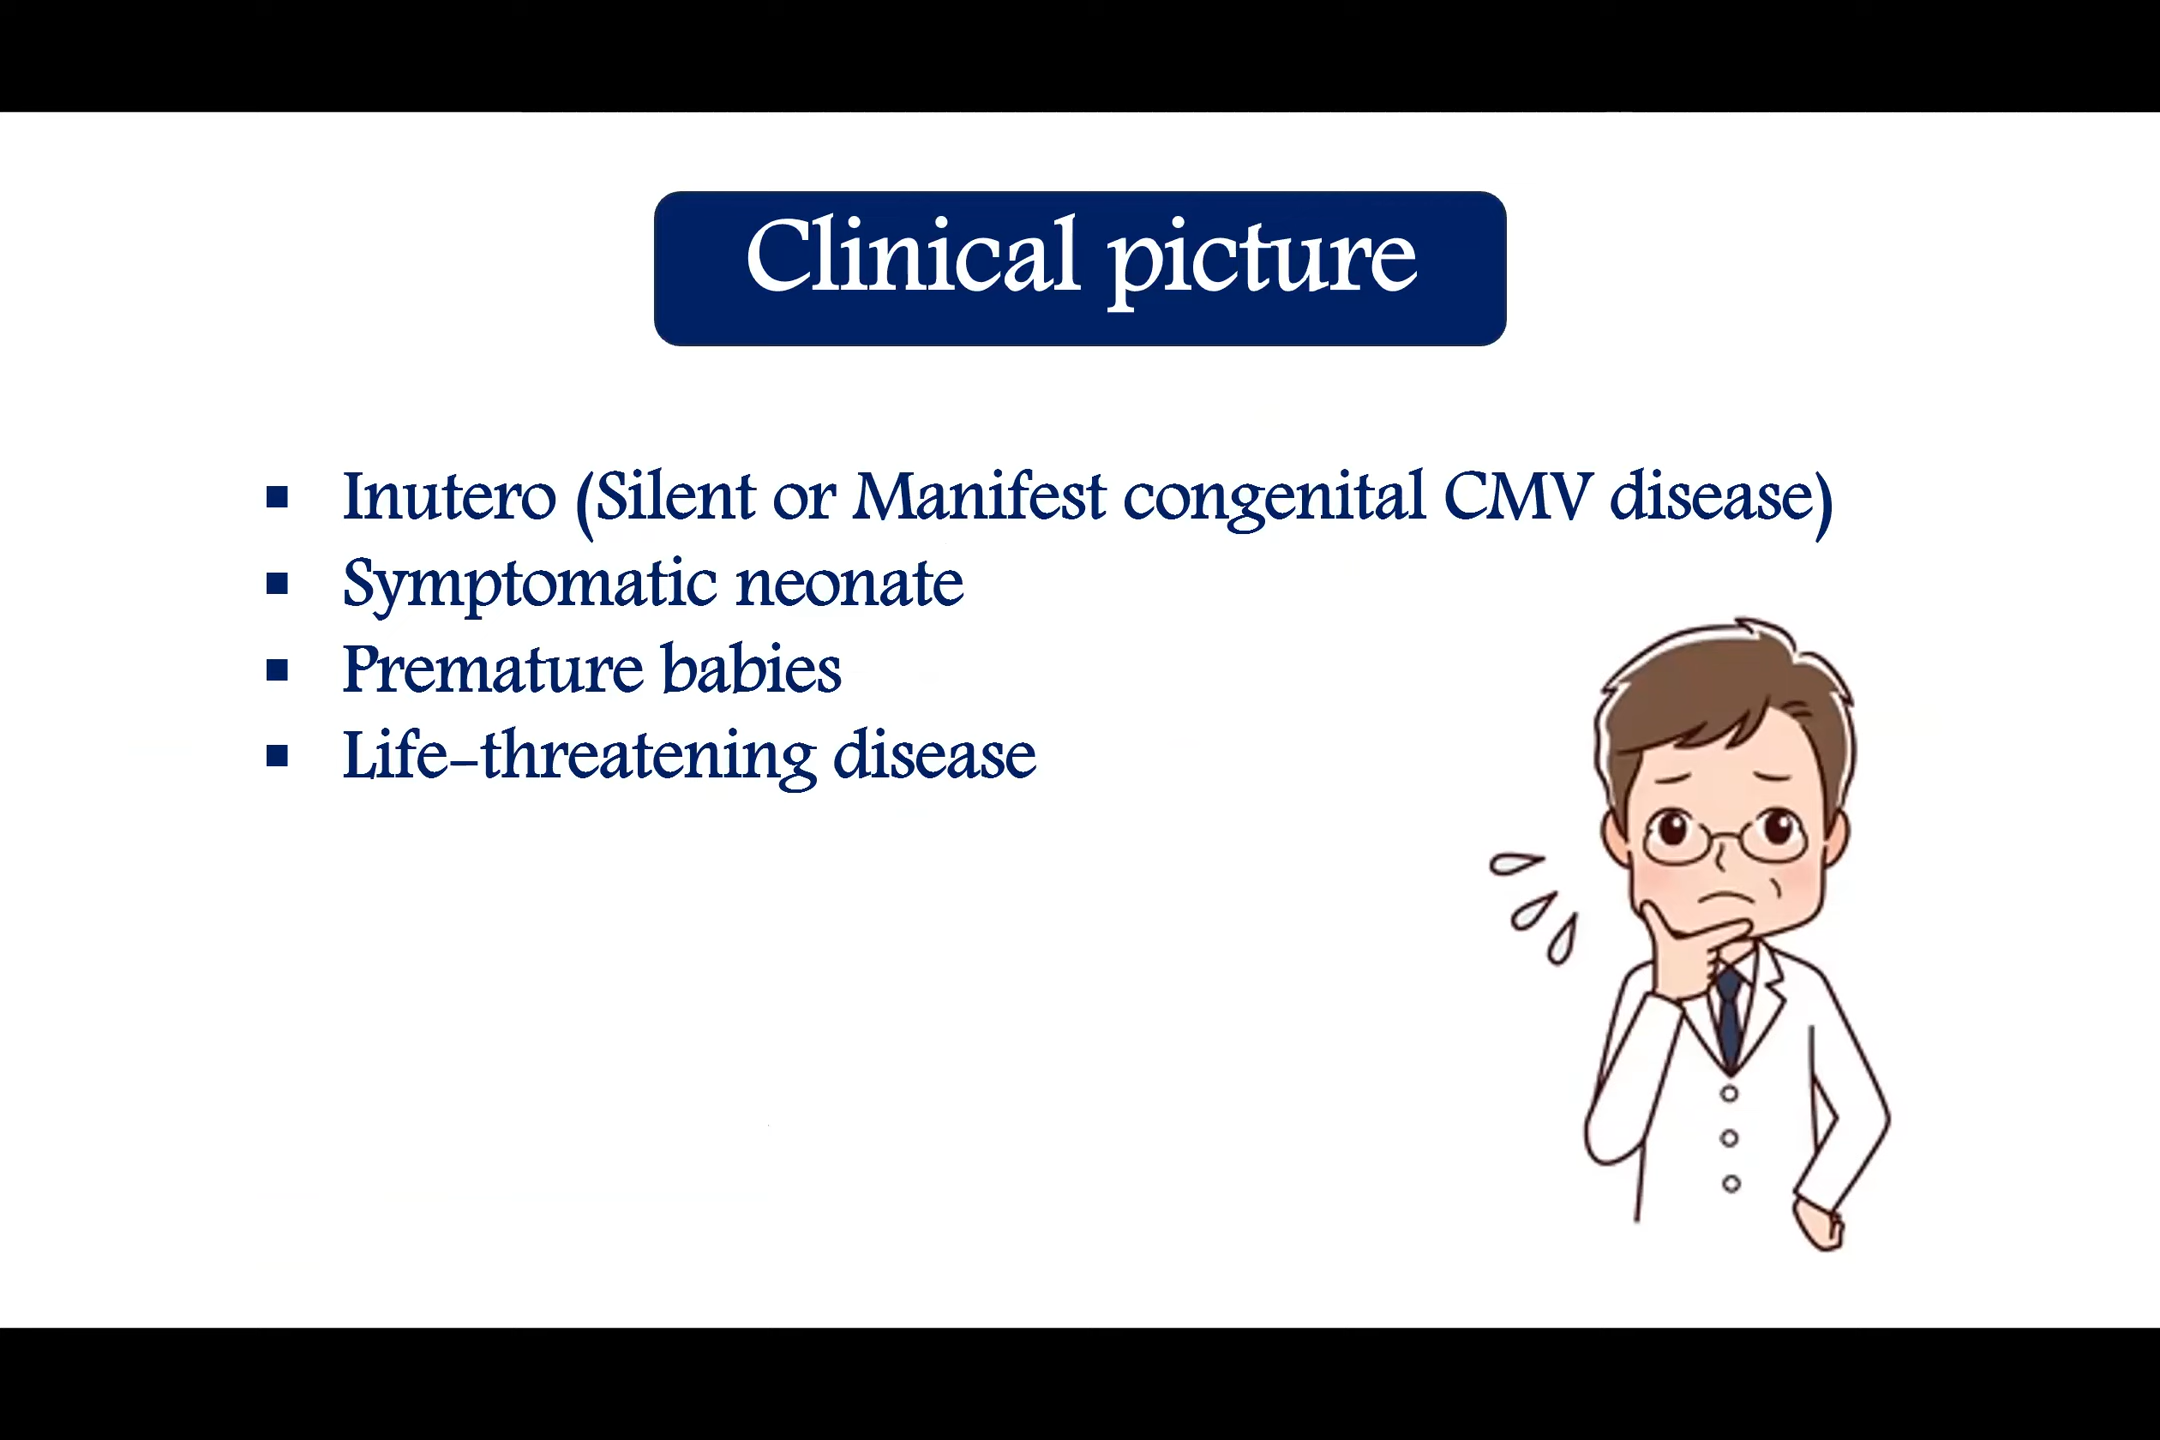 Clinical picture
▪ Inutero (Silent or Manifest congenital CMV disease)
▪ Symptomatic neonate
▪ Premature babies
▪ Life-threatening disease